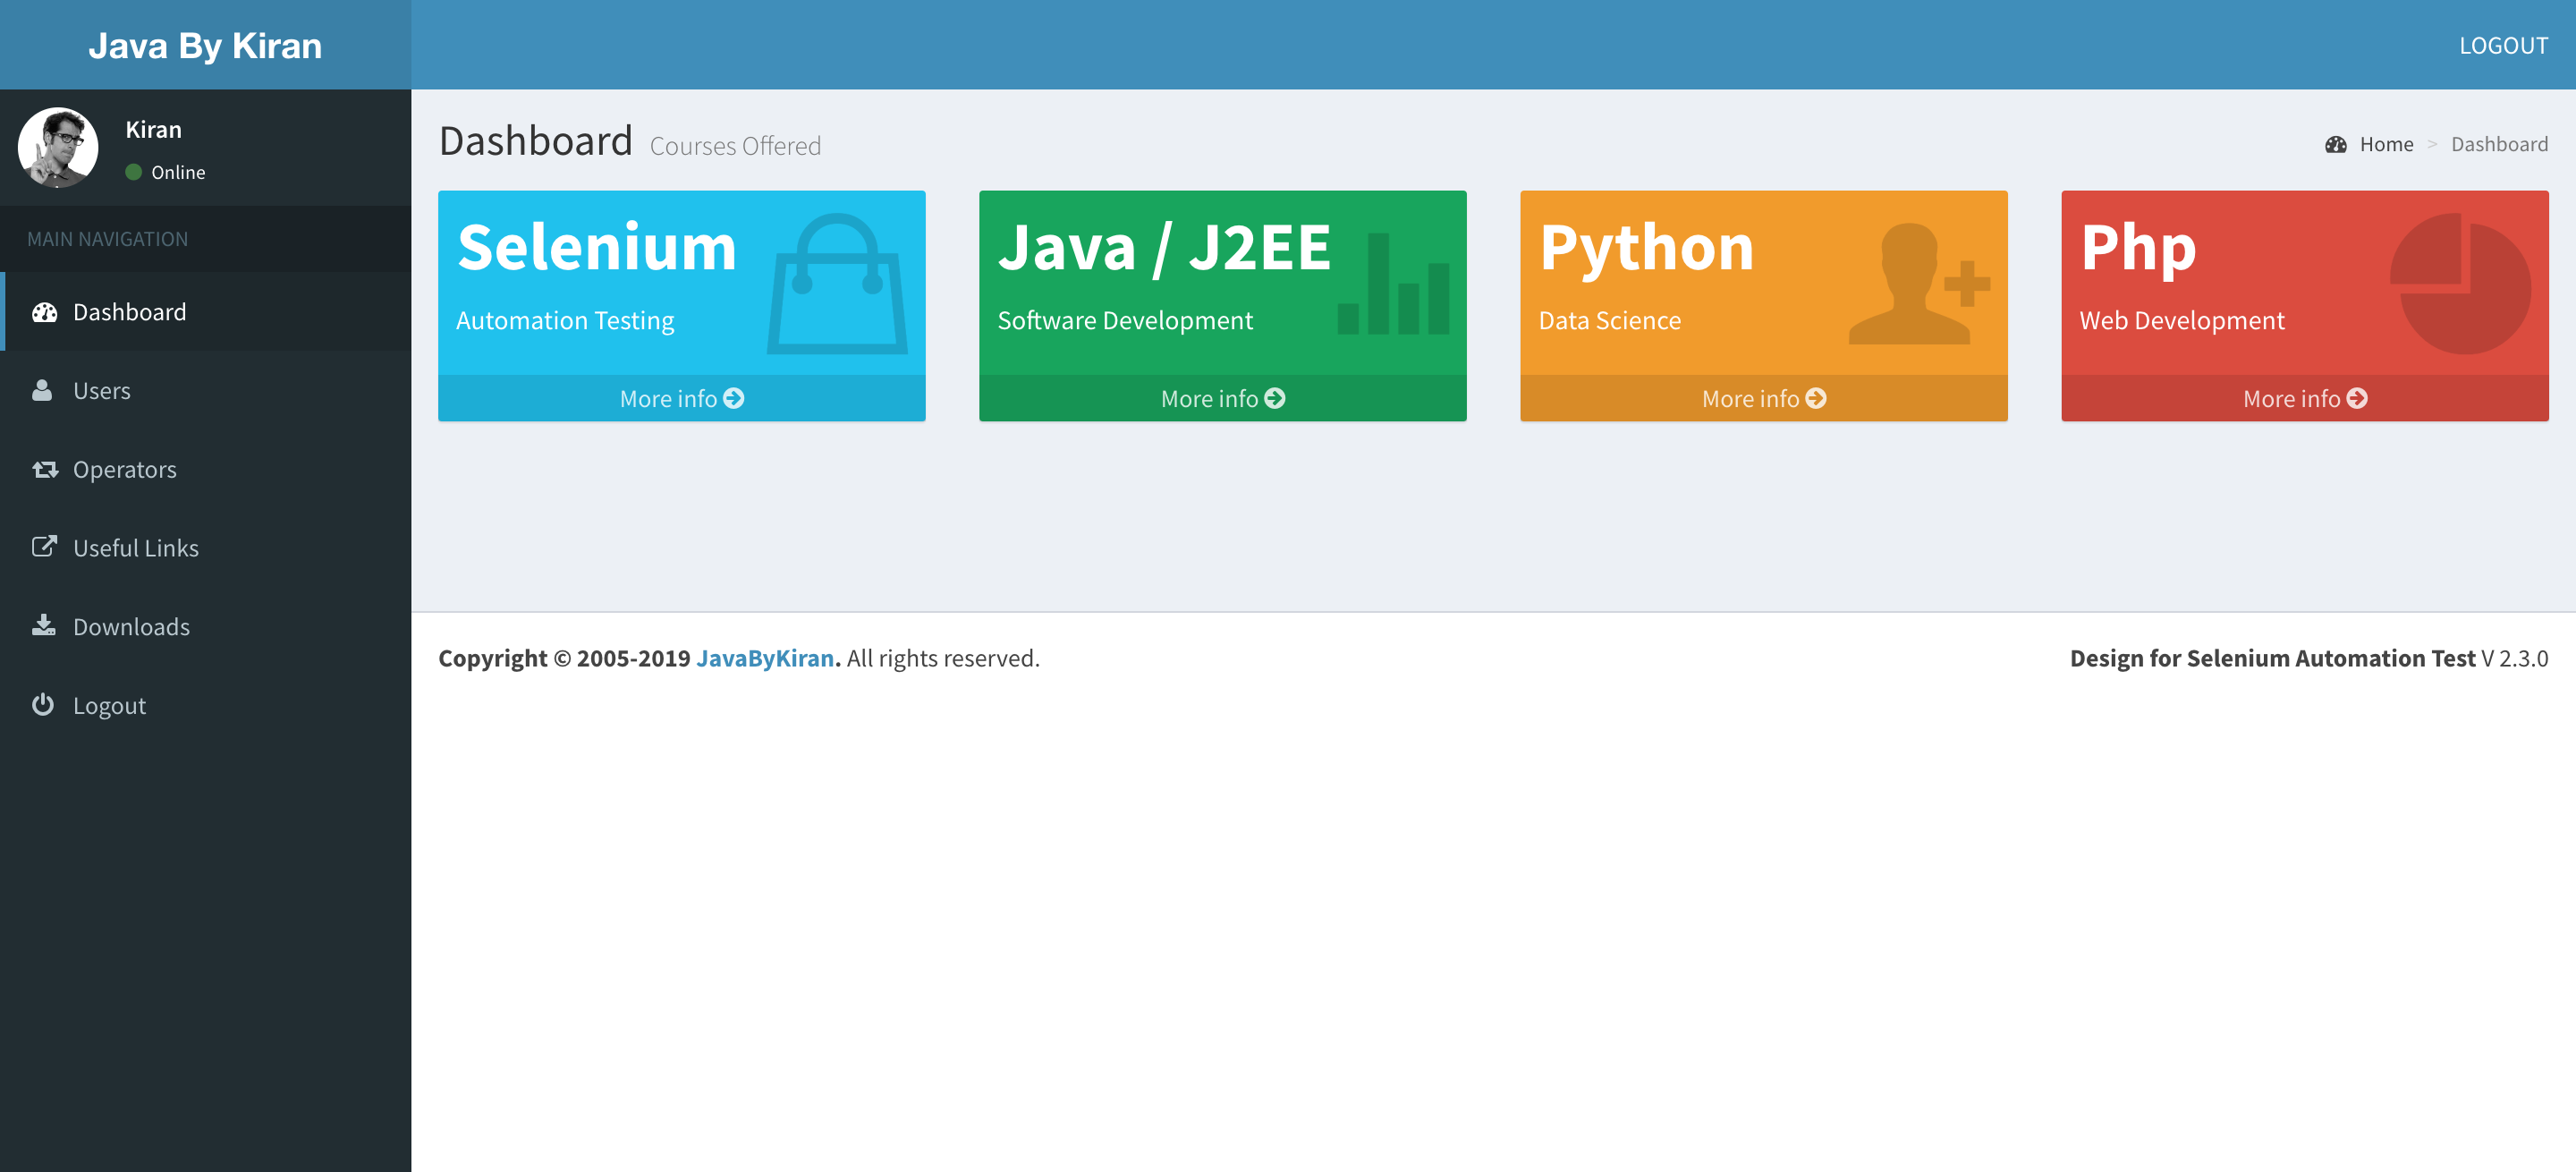 Java By Kiran
LOGOUT
Kiran
Online
MAIN NAVIGATION
Dashboard
Users
Operators
Useful Links
Downloads
Logout
Dashboard Courses Offered
Home > Dashboard
Selenium
Automation Testing
More info
Java / J2EE
Software Development
More info
Python
Data Science
More info
Php
Web Development
More info
Copyright © 2005-2019 JavaByKiran. All rights reserved.
Design for Selenium Automation Test V 2.3.0